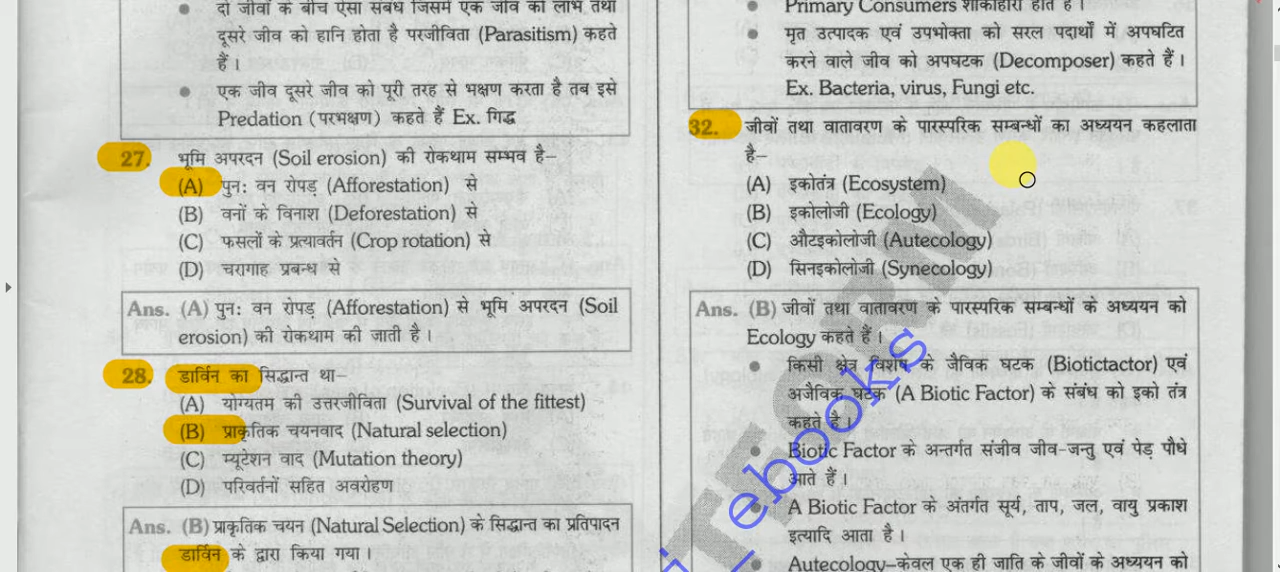 दो जीवों के बीच ऐसा संबंध जिसमें एक जीव को लाभ तथा
दूसरे जीव को हानि होता है परजीविता (Parasitism) कहते
हैं।
एक जीव दूसरे जीव को पूरी तरह से भक्षण करता है तब इसे
Predation (परभक्षण) कहते हैं Ex. गिद्ध
27. भूमि अपरदन (Soil erosion) की रोकथाम सम्भव है–
(A) पुन: वन रोपड़ (Afforestation) से
(B) वनों के विनाश (Deforestation) से
(C) फसलों के प्रत्यावर्तन (Crop rotation) से
(D) चरागाह प्रबन्ध से
Ans. (A) पुन: वन रोपड़ (Afforestation) से भूमि अपरदन (Soil
erosion) की रोकथाम की जाती है।
28. डार्विन का सिद्धान्त था–
(A) योग्यतम की उत्तरजीविता (Survival of the fittest)
(B) प्राकृतिक चयनवाद (Natural selection)
(C) म्यूटेशन वाद (Mutation theory)
(D) परिवर्तनों सहित अवरोहण
Ans. (B) प्राकृतिक चयन (Natural Selection) के सिद्धान्त का प्रतिपादन
डार्विन के द्वारा किया गया।
Primary Consumers शाकाहारी होते हैं।
मृत उत्पादक एवं उपभोक्ता को सरल पदार्थों में अपघटित
करने वाले जीव को अपघटक (Decomposer) कहते हैं।
Ex. Bacteria, virus, Fungi etc.
32. जीवों तथा वातावरण के पारस्परिक सम्बन्धों का अध्ययन कहलाता
है–
(A) इकोतंत्र (Ecosystem)
(B) इकोलोजी (Ecology)
(C) औटइकोलोजी (Autecology)
(D) सिनइकोलोजी (Synecology)
Ans. (B) जीवों तथा वातावरण के पारस्परिक सम्बन्धों के अध्ययन को
Ecology कहते हैं।
किसी क्षेत्र विशेष के जैविक घटक (Biotictactor) एवं
अजैविक घटक (A Biotic Factor) के संबंध को इको तंत्र
कहते है।
Biotic Factor के अन्तर्गत संजीव जीव-जन्तु एवं पेड़ पौधे
आते हैं।
A Biotic Factor के अंतर्गत सूर्य, ताप, जल, वायु प्रकाश
इत्यादि आता है।
Autecology–केवल एक ही जाति के जीवों के अध्ययन को
ebooks